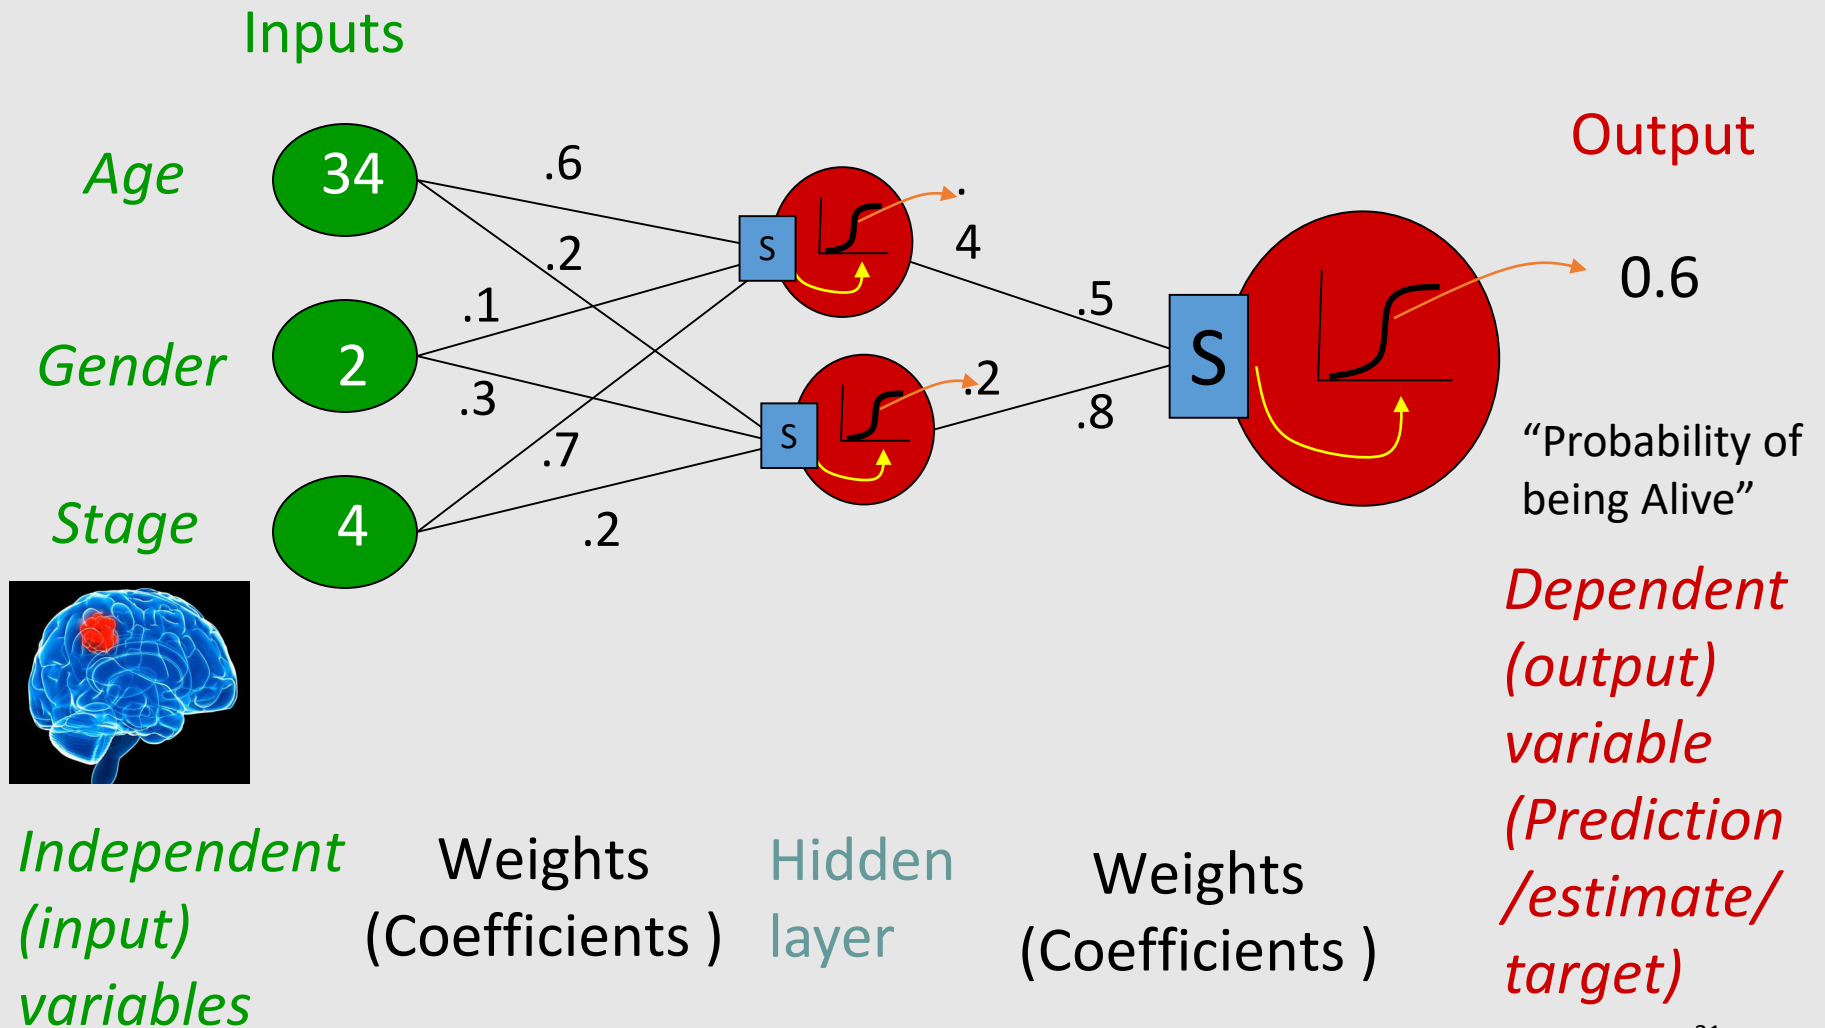 Inputs
Output
Age
34
.6
.2
S
.
4
.5
0.6
Gender
2
.1
.3
S
.2
.8
S
"Probability of
being Alive"
Stage
4
.7
.2
Dependent
(output)
variable
(Prediction
/estimate/
target)
Independent
(input)
variables
Weights
(Coefficients )
Hidden
layer
Weights
(Coefficients )